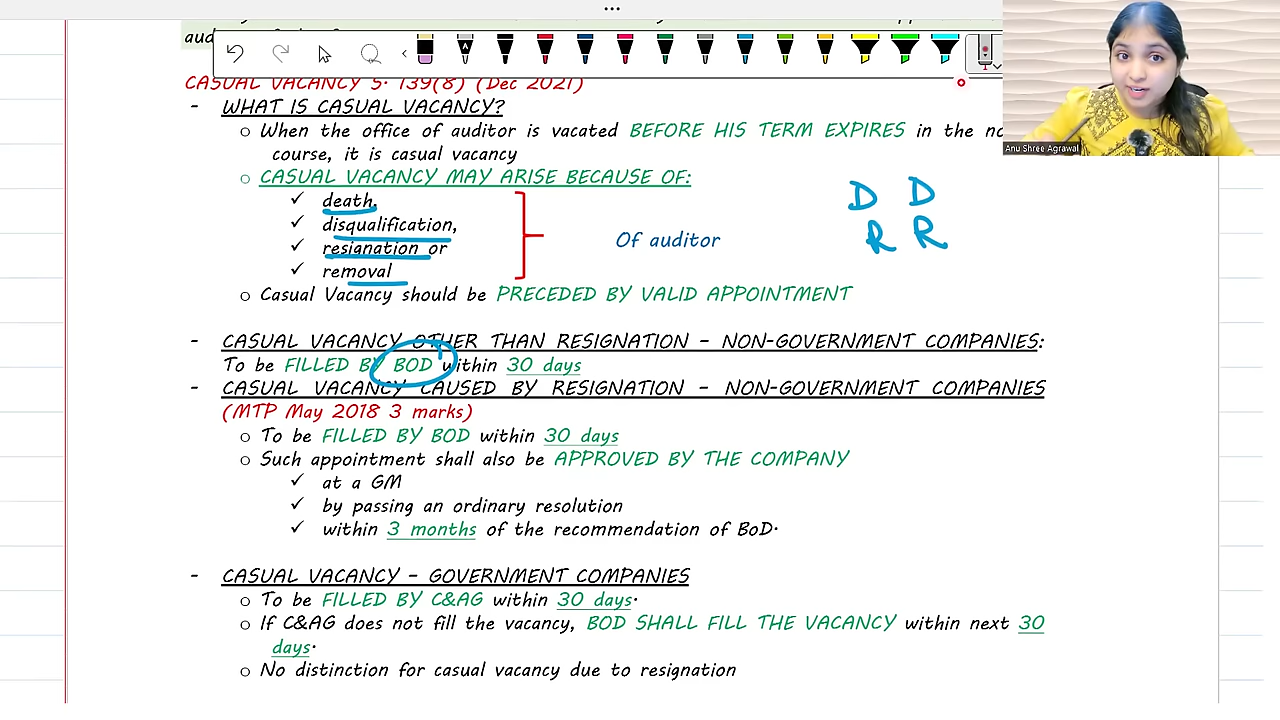 CASUAL VACANCY S. 139(8) (Dec 2021)
- WHAT IS CASUAL VACANCY?
o When the office of auditor is vacated BEFORE HIS TERM EXPIRES in the
course, it is casual vacancy
o CASUAL VACANCY MAY ARISE BECAUSE OF:
✓ death,
✓ disqualification,
✓ resignation or
✓ removal
Of auditor
D D
R R
o Casual Vacancy should be PRECEDED BY VALID APPOINTMENT
- CASUAL VACANCY OTHER THAN RESIGNATION – NON-GOVERNMENT COMPANIES:
To be FILLED BY BOD within 30 days
- CASUAL VACANCY CAUSED BY RESIGNATION – NON-GOVERNMENT COMPANIES
(MTP May 2018 3 marks)
o To be FILLED BY BOD within 30 days
o Such appointment shall also be APPROVED BY THE COMPANY
✓ at a GM
✓ by passing an ordinary resolution
✓ within 3 months of the recommendation of BoD.
- CASUAL VACANCY – GOVERNMENT COMPANIES
o To be FILLED BY C&AG within 30 days.
o If C&AG does not fill the vacancy, BOD SHALL FILL THE VACANCY within next 30
days.
o No distinction for casual vacancy due to resignation
Anu Shree Agrawal